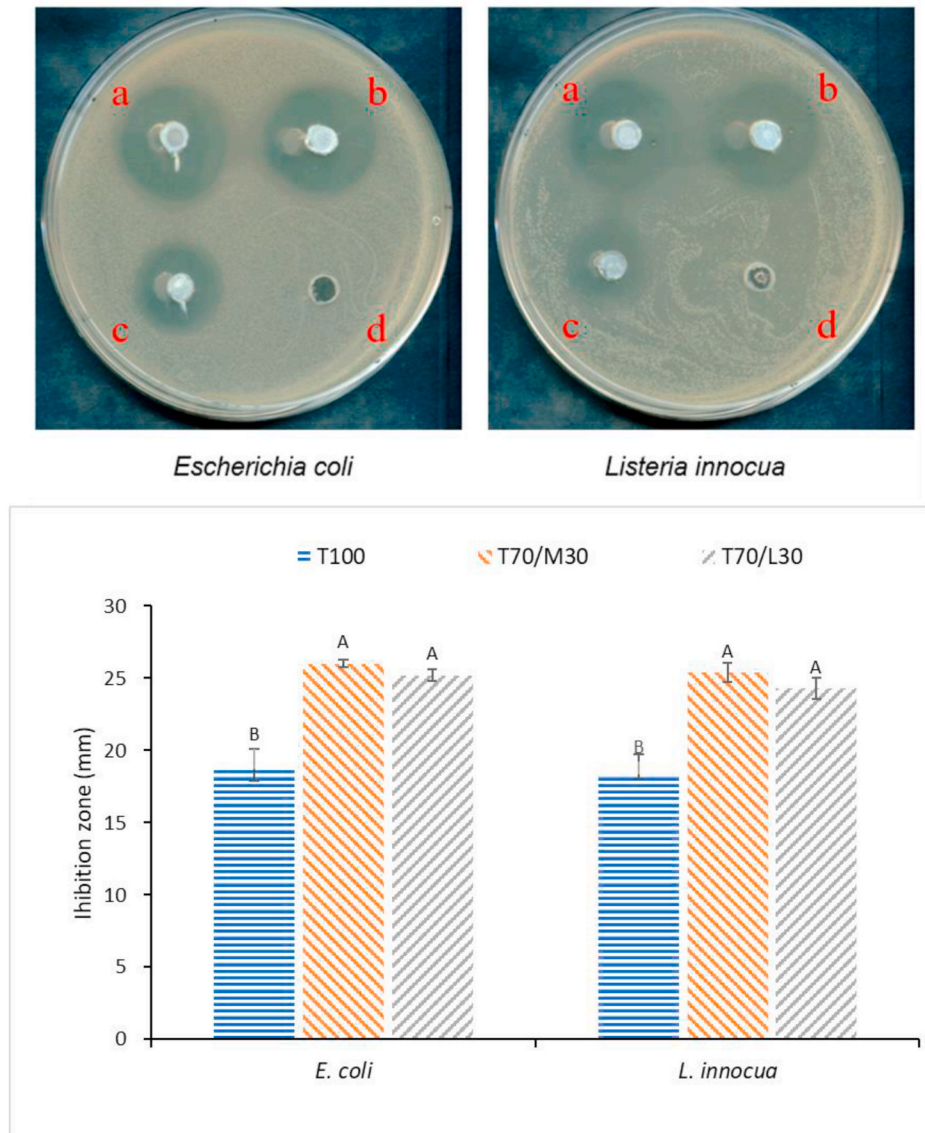 a b
c d
a b
c d
Escherichia coli
Listeria innocua
T100 T70/M30 T70/L30
30
25
20
15
10
5
0
Ihibition zone (mm)
B A A
B A A
E. coli
L. innocua